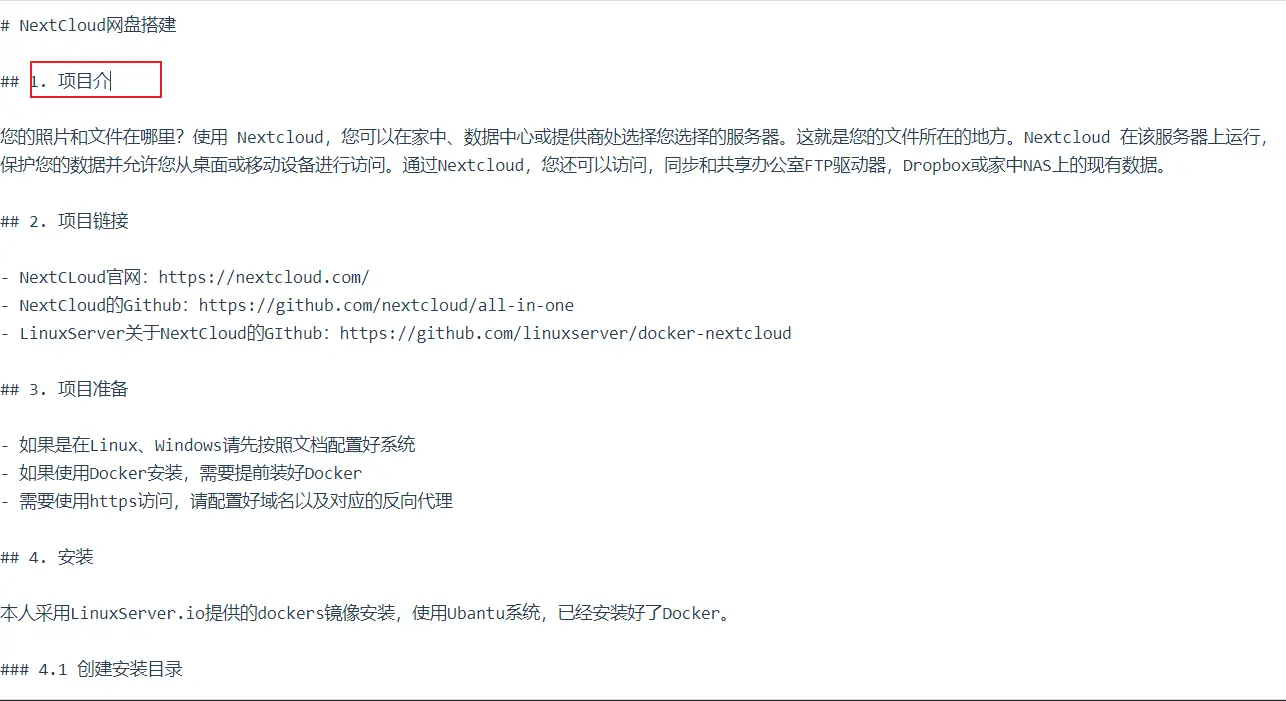 # NextCloud网盘搭建
## 1. 项目介
您的照片和文件在哪里？使用 Nextcloud，您可以在家中、数据中心或提供商处选择您选择的服务器。这就是您的文件所在的地方。Nextcloud 在该服务器上运行，
保护您的数据并允许您从桌面或移动设备进行访问。通过Nextcloud，您还可以访问，同步和共享办公室FTP驱动器，Dropbox或家中NAS上的现有数据。
## 2. 项目链接
- NextCLoud官网：https://nextcloud.com/
- NextCloud的Github：https://github.com/nextcloud/all-in-one
- LinuxServer关于NextCloud的GIthub：https://github.com/linuxserver/docker-nextcloud
## 3. 项目准备
- 如果是在Linux、Windows请先按照文档配置好系统
- 如果使用Docker安装，需要提前装好Docker
- 需要使用https访问，请配置好域名以及对应的反向代理
## 4. 安装
本人采用LinuxServer.io提供的dockers镜像安装，使用Ubantu系统，已经安装好了Docker。
### 4.1 创建安装目录